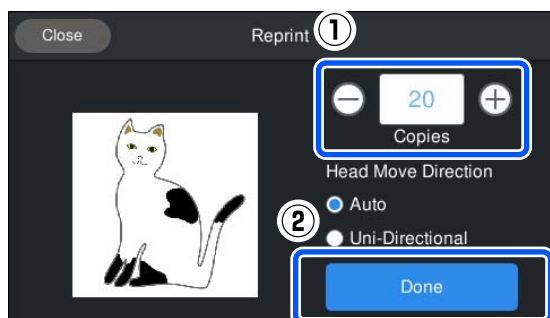 Close
Reprint
①
20
Copies
Head Move Direction
Auto
②
Uni-Directional
Done